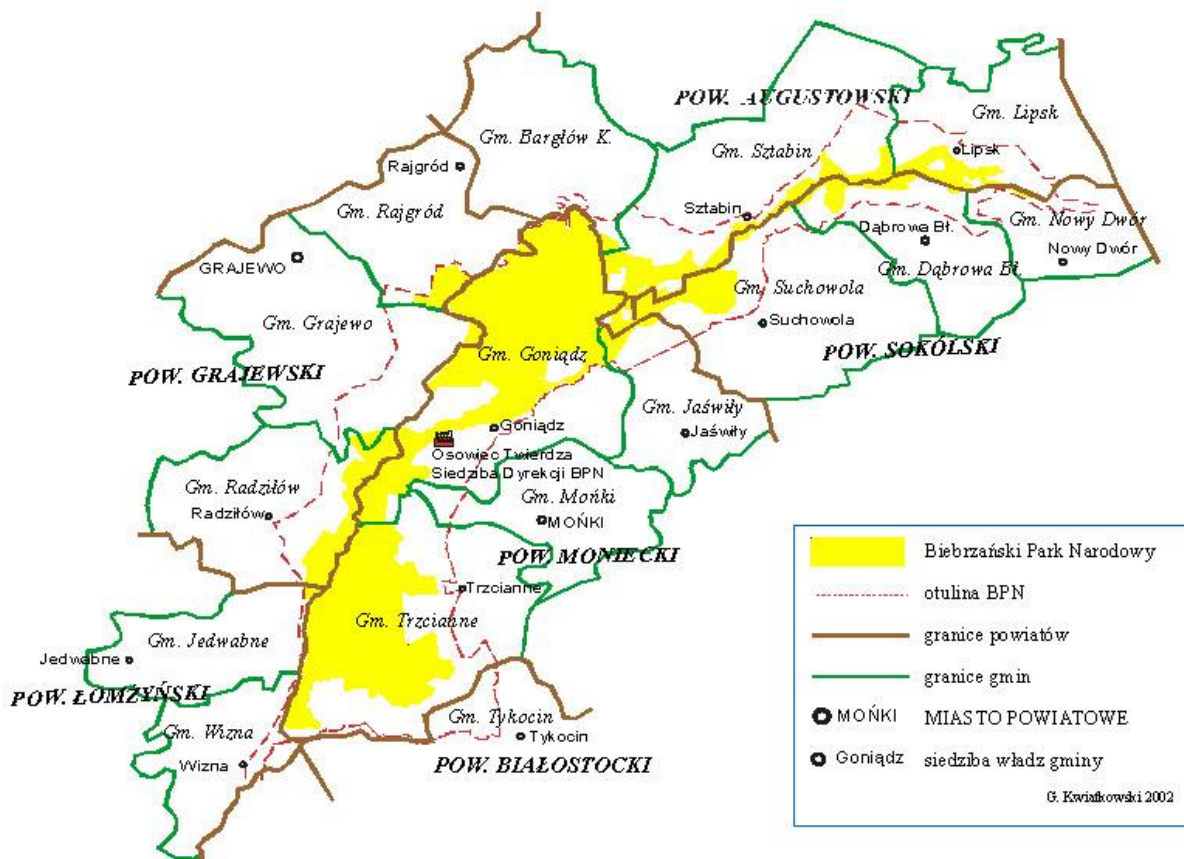 POW. AUGUSTOWSKI
Gm. Lipsk
Gm. Bargłów K.
Gm. Sztabin
Lipsk
Rajgród
Gm. Rajgród
Sztabin
Gm. Nowy Dwór
Dąbrowa Bł.
Nowy Dwór
GRAJEWO
Gm. Dąbrowa Bł.
Gm. Suchowola
Gm. Grajewo
Suchowola
POW. SOKÓLSKI
Gm. Goniądz
POW. GRAJEWSKI
Gm. Jaświły
Jaświły
Goniądz
Osowiec Twierdza
Siedziba Dyrekcji BPN
Gm. Radziłów
Radziłów
Gm. Mońki
MOŃKI
POW. MONIECKI
Trzcianne
Gm. Trzcianne
Gm. Jedwabne
Jedwabne
POW. ŁOMŻYŃSKI
Gm. Wizna
Wizna
Gm. Tykocin
Tykocin
POW. BIAŁOSTOCKI
Biebrzański Park Narodowy
otulina BPN
granice powiatów
granice gmin
MOŃKI MIASTO POWIATOWE
Goniądz siedziba władz gminy
G. Kwiatkowski 2002